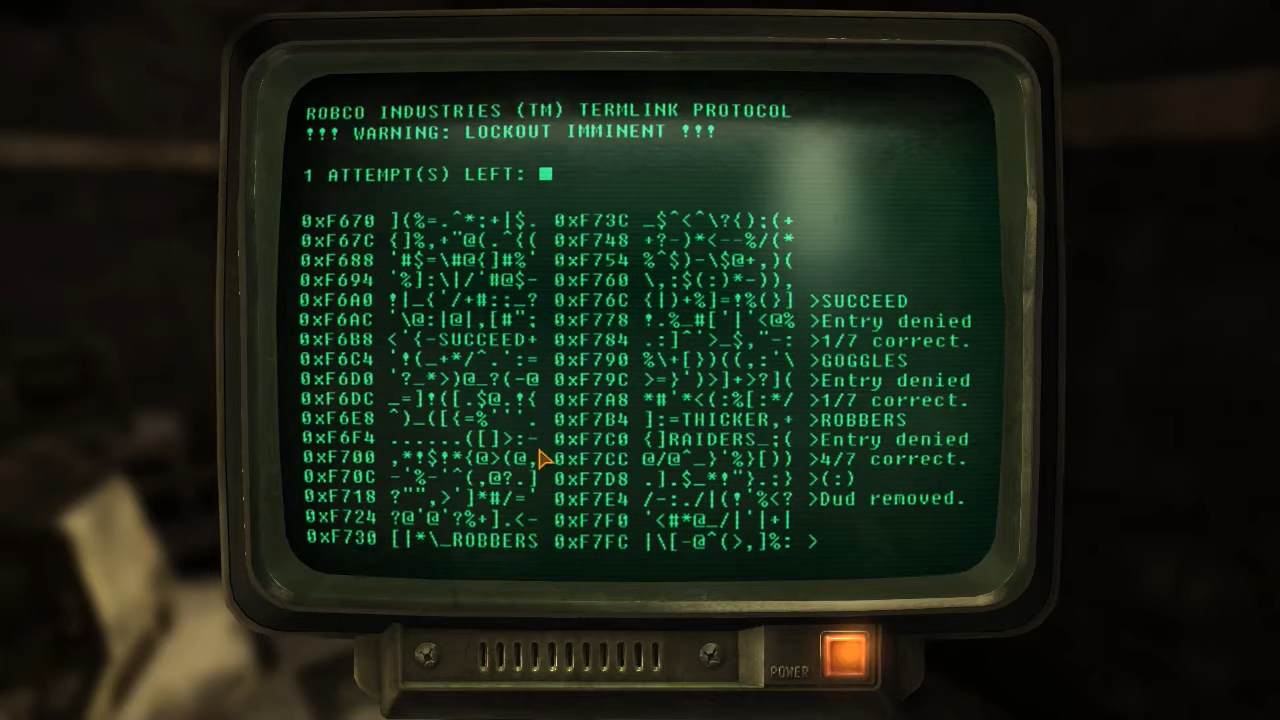 ROBCO INDUSTRIES (TM) TERMLINK PROTOCOL
!!! WARNING: LOCKOUT IMMINENT !!!
1 ATTEMPT(S) LEFT:
0xF670 ](%=.^*:+|$. 0xF73C _$^<^\?{);(+
0xF67C {]%,+"@(.^{( 0xF748 +?-)*<--%/(*
0xF688 '#$=\#@{]#%' 0xF754 %^$)-\$@+,)(
0xF694 '%]:\|/'#@$- 0xF760 \,:$(:)*-)),
0xF6A0 !|_{'/+#:;_? 0xF76C {|)+%]=!%(}] >SUCCEED
0xF6AC '\@:|@|,[#"; 0xF778 !.%_#['|'<@% >Entry denied
0xF6B8 <'{-SUCCEED+ 0xF784 .:]^'>_$,"-: >1/7 correct.
0xF6C4 '!(_+*/^.':= 0xF790 %\+[})((,:'\ >GOGGLES
0xF6D0 '?_*>)@_?(-@ 0xF79C >=}')>]+>?]( >Entry denied
0xF6DC _=]!([.$@.!{ 0xF7A8 *#'*<(:%[:*/ >1/7 correct.
0xF6E8 ^)_([{=%'''. 0xF7B4 ]:=THICKER,+ >ROBBERS
0xF6F4 ......([]>:- 0xF7C0 {]RAIDERS_;( >Entry denied
0xF700 ,*!$!*{@>(@, 0xF7CC @/@^_}'%}[)) >4/7 correct.
0xF70C -'%-'^(,@?.] 0xF7D8 .].$_*!"}.:} >(:)
0xF718 ?"",>']*#/=' 0xF7E4 /-:./|(!'%<? >Dud removed.
0xF724 ?@'@'?%+].<- 0xF7F0 '<#*@_/|'|+|
0xF730 [|*\_ROBBERS 0xF7FC |\[-@^(>,]%: >
POWER